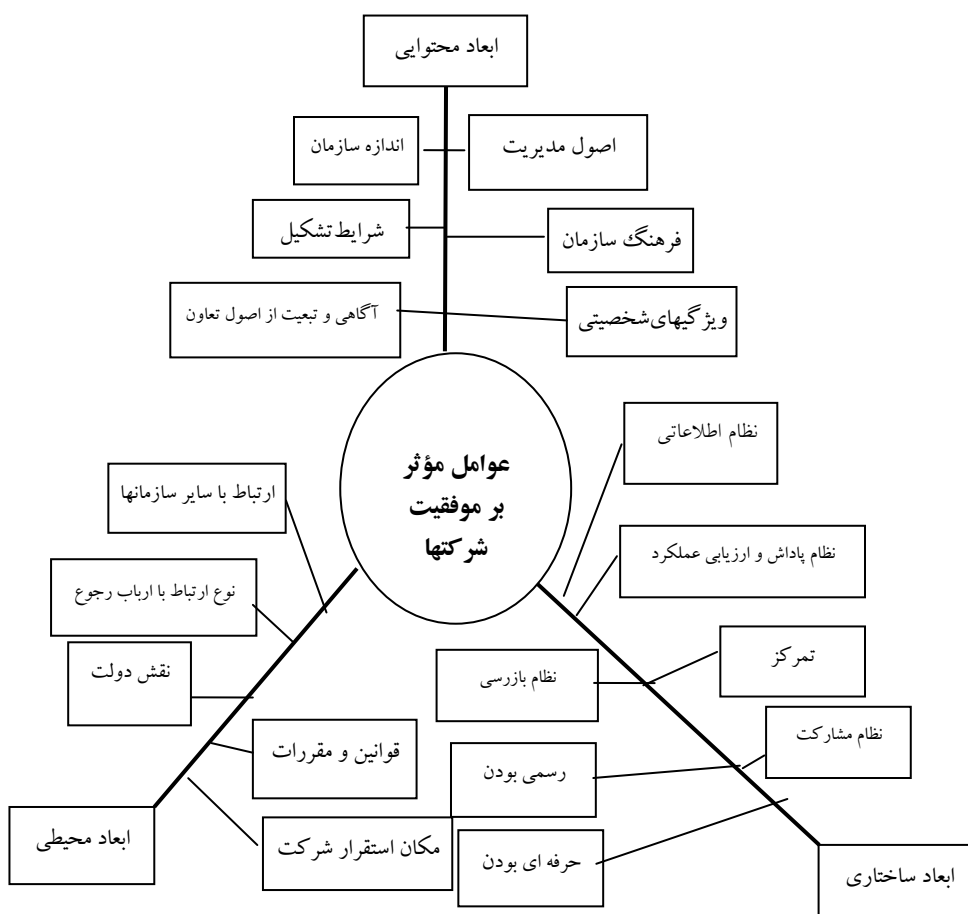 ابعاد محتوایی
اصول مدیریت
اندازه سازمان
فرهنگ سازمان
شرایط تشکیل
ویژگیهای شخصیتی
آگاهی و تبعیت از اصول تعاون
عوامل مؤثر
بر موفقیت
شرکتها
نظام اطلاعاتی
ارتباط با سایر سازمانها
نظام پاداش و ارزیابی عملکرد
نوع ارتباط با ارباب رجوع
تمرکز
نظام بازرسی
نقش دولت
نظام مشارکت
رسمی بودن
قوانین و مقررات
حرفه ای بودن
مکان استقرار شرکت
ابعاد محیطی
ابعاد ساختاری